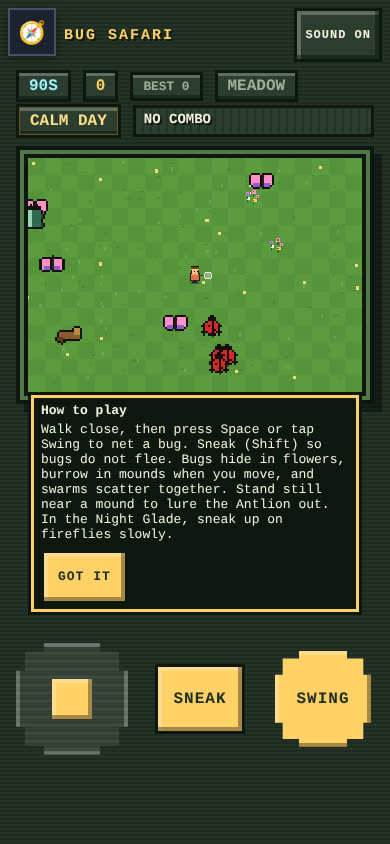 BUG SAFARI
SOUND ON
90S
0
BEST 0
MEADOW
CALM DAY
NO COMBO
How to play
Walk close, then press Space or tap
Swing to net a bug. Sneak (Shift) so
bugs do not flee. Bugs hide in flowers,
burrow in mounds when you move, and
swarms scatter together. Stand still
near a mound to lure the Antlion out.
In the Night Glade, sneak up on
fireflies slowly.
GOT IT
SNEAK
SWING